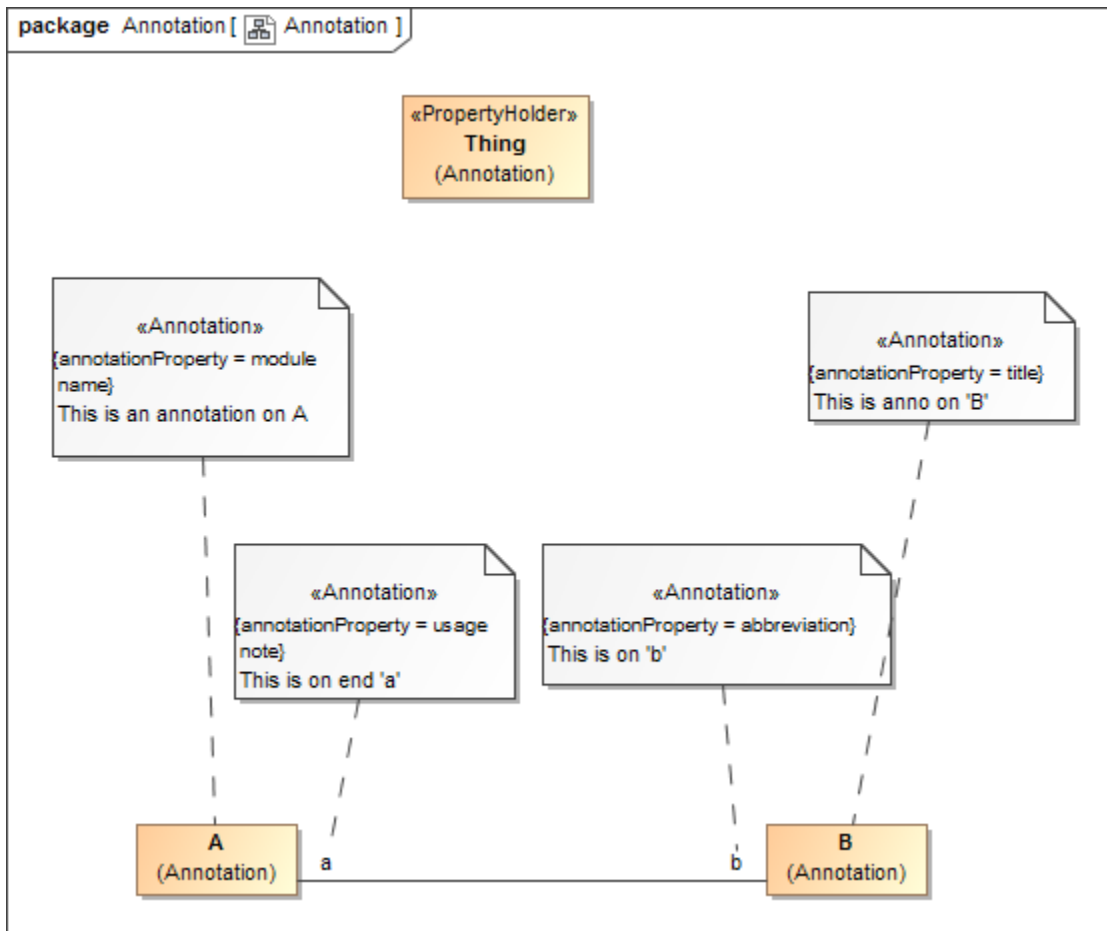 package Annotation [ Annotation ]
«PropertyHolder»
Thing
(Annotation)
«Annotation»
{annotationProperty = module
name}
This is an annotation on A
«Annotation»
{annotationProperty = title}
This is anno on 'B'
«Annotation»
{annotationProperty = usage
note}
This is on end 'a'
«Annotation»
{annotationProperty = abbreviation}
This is on 'b'
A
(Annotation)
a
b
B
(Annotation)